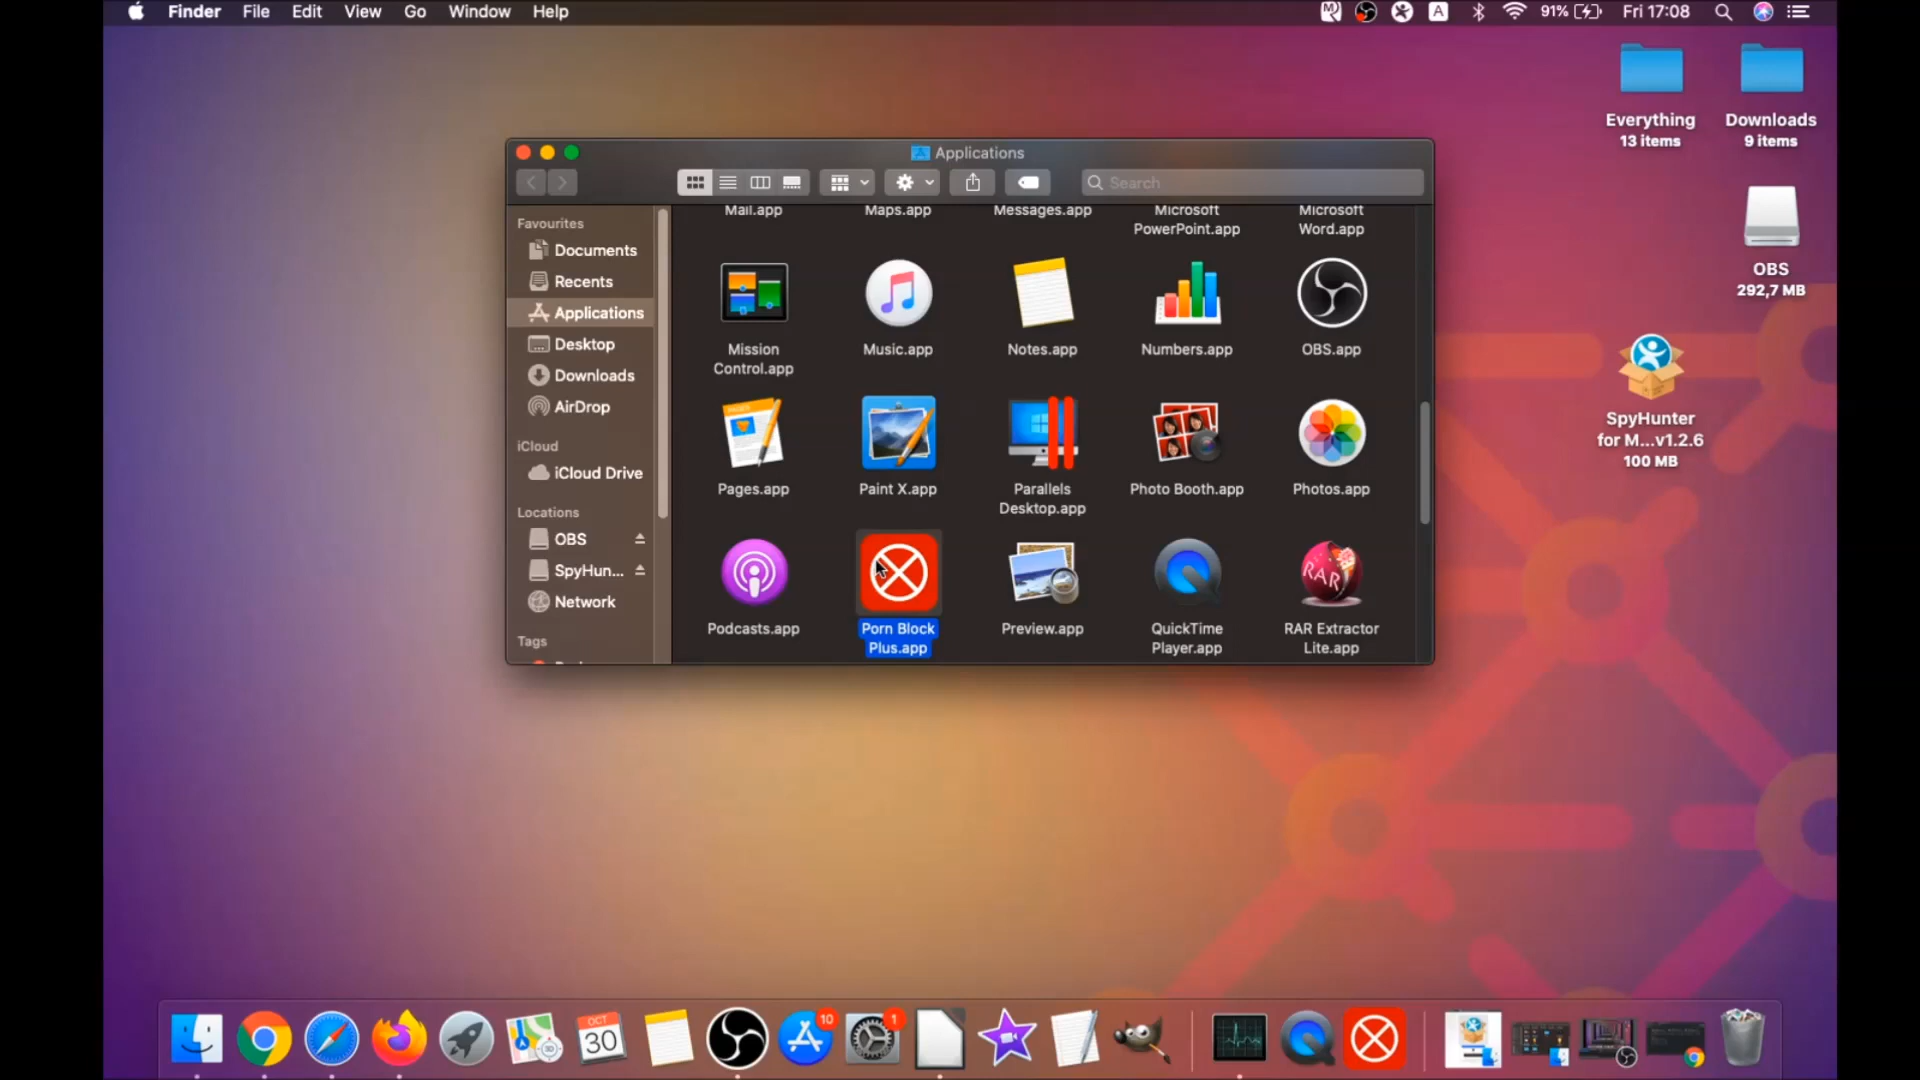 Finder File Edit View Go Window Help
A 91% Fri 17:08
Everything
13 items
Downloads
9 items
OBS
292,7 MB
SpyHunter
for M...v1.2.6
100 MB
Applications
Search
Favourites
Documents
Recents
Applications
Desktop
Downloads
AirDrop
iCloud
iCloud Drive
Locations
OBS
SpyHun...
Network
Tags
Mail.app
Maps.app
Messages.app
Microsoft
PowerPoint.app
Microsoft
Word.app
Mission
Control.app
Music.app
Notes.app
Numbers.app
OBS.app
PAGES
Pages.app
Paint X.app
Parallels
Desktop.app
Photo Booth.app
Photos.app
Podcasts.app
Porn Block
Plus.app
Preview.app
QuickTime
Player.app
RAR
RAR Extractor
Lite.app
OCT
30
10
1